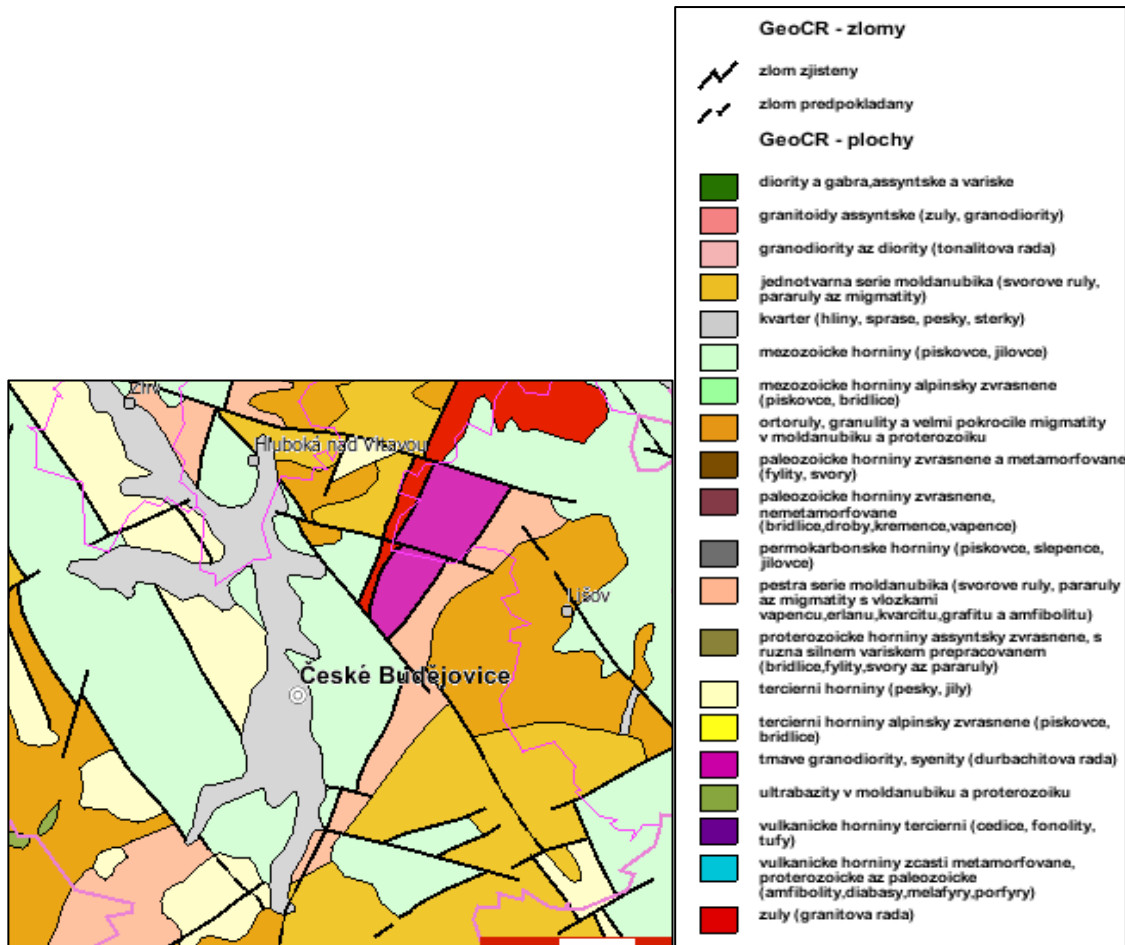 GeoCR - zlomy
zlom zjisteny
zlom predpokladany
GeoCR - plochy
diority a gabra,assyntske a variske
granitoidy assyntske (zuly, granodiority)
granodiority az diority (tonalitova rada)
jednotvarna serie moldanubika (svorove ruly,
pararuly az migmatity)
kvarter (hliny, sprase, pesky, sterky)
mezozoicke horniny (piskovce, jilovce)
mezozoicke horniny alpinsky zvrasnene
(piskovce, bridlice)
ortoruly, granulity a velmi pokrocile migmatity
v moldanubiku a proterozoiku
paleozoicke horniny zvrasnene a metamorfovane
(fylity, svory)
paleozoicke horniny zvrasnene,
nemetamorfovane
(bridlice,droby,kremence,vapence)
permokarbonske horniny (piskovce, slepence,
jilovce)
pestra serie moldanubika (svorove ruly, pararuly
az migmatity s vlozkami
vapencu,erlanu,kvarcitu,grafitu a amfibolitu)
proterozoicke horniny assyntsky zvrasnene, s
ruzna silnem variskem prepracovanem
(bridlice,fylity,svory az pararuly)
tercierni horniny (pesky, jily)
tercierni horniny alpinsky zvrasnene (piskovce,
bridlice)
tmave granodiority, syenity (durbachitova rada)
ultrabazity v moldanubiku a proterozoiku
vulkanicke horniny tercierni (cedice, fonolity,
tufy)
vulkanicke horniny zcasti metamorfovane,
proterozoicke az paleozoicke
(amfibolity,diabasy,melafyry,porfyry)
zuly (granitova rada)
Hluboká nad Vltavou
Lišov
České Budějovice